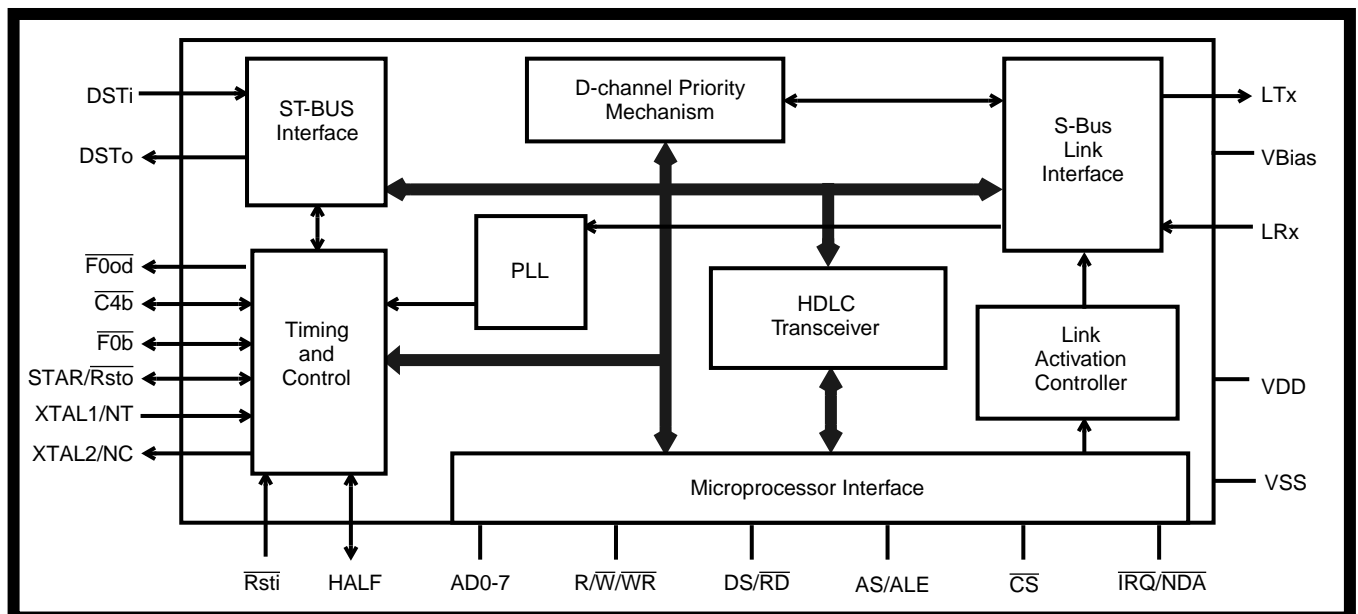 DSTi
DSTo
F0od
C4b
F0b
STAR/Rsto
XTAL1/NT
XTAL2/NC
ST-BUS
Interface
D-channel Priority
Mechanism
S-Bus
Link
Interface
PLL
Timing
and
Control
HDLC
Transceiver
Link
Activation
Controller
Microprocessor Interface
LTx
VBias
LRx
VDD
VSS
Rsti
HALF
AD0-7
R/W/WR
DS/RD
AS/ALE
CS
IRQ/NDA